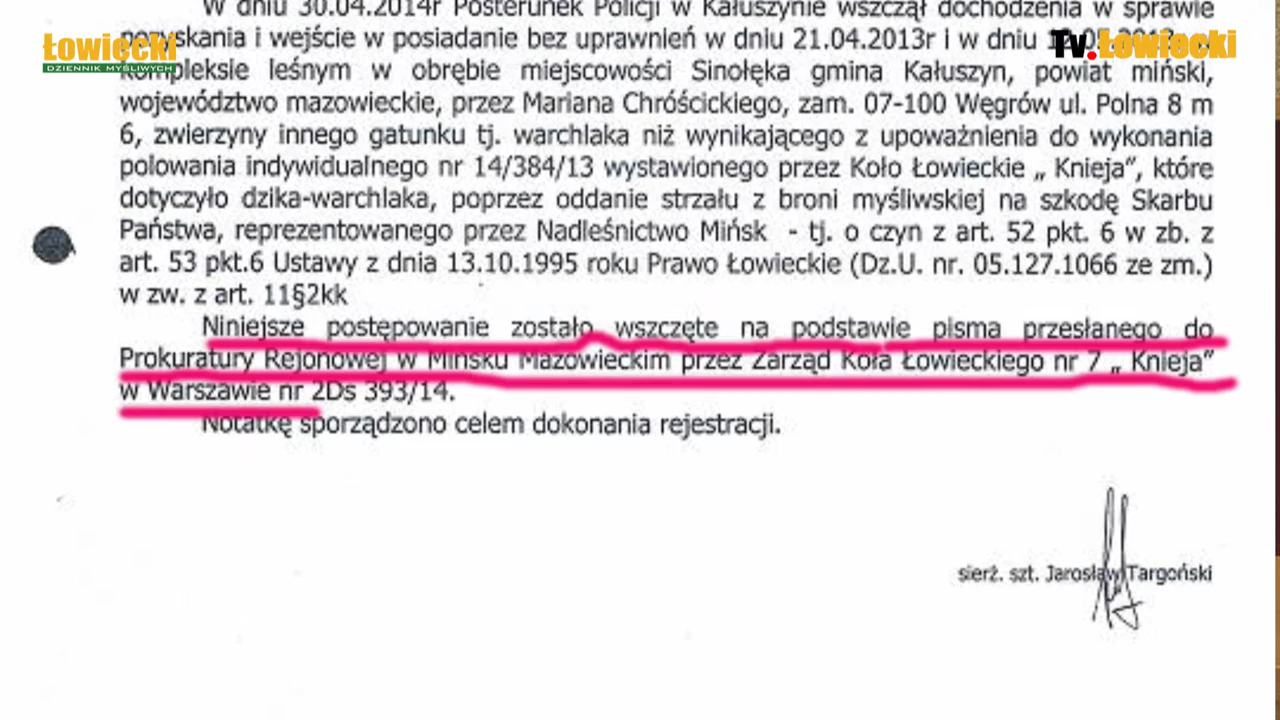 W dniu 30.04.2014r Posterunek Policji w Kałuszynie wszczął dochodzenia w sprawie
i wejście w posiadanie bez uprawnień w dniu 21.04.2013r i w dniu
kompleksie leśnym w obrębie miejscowości Sinołęka gmina Kałuszyn, powiat miński,
województwo mazowieckie, przez Mariana Chróścickiego, zam. 07-100 Węgrów ul. Polna 8 m
6, zwierzyny innego gatunku tj. warchlaka niż wynikającego z upoważnienia do wykonania
polowania indywidualnego nr 14/384/13 wystawionego przez Koło Łowieckie „ Knieja”, które
dotyczyło dzika-warchlaka, poprzez oddanie strzału z broni myśliwskiej na szkodę Skarbu
Państwa, reprezentowanego przez Nadleśnictwo Mińsk - tj. o czyn z art. 52 pkt. 6 w zb. z
art. 53 pkt.6 Ustawy z dnia 13.10.1995 roku Prawo Łowieckie (Dz.U. nr. 05.127.1066 ze zm.)
w zw. z art. 11§2kk
Niniejsze postępowanie zostało wszczęte na podstawie pisma przesłanego do
Prokuratury Rejonowej w Mińsku Mazowieckim przez Zarząd Koła Łowieckiego nr 7 „ Knieja”
w Warszawie nr 2Ds 393/14.
Notatkę sporządzono celem dokonania rejestracji.
sierż. szt. Jarosław Targoński
Łowiecki
DZIENNIK MYŚLIWYCH
Tv.Łowiecki